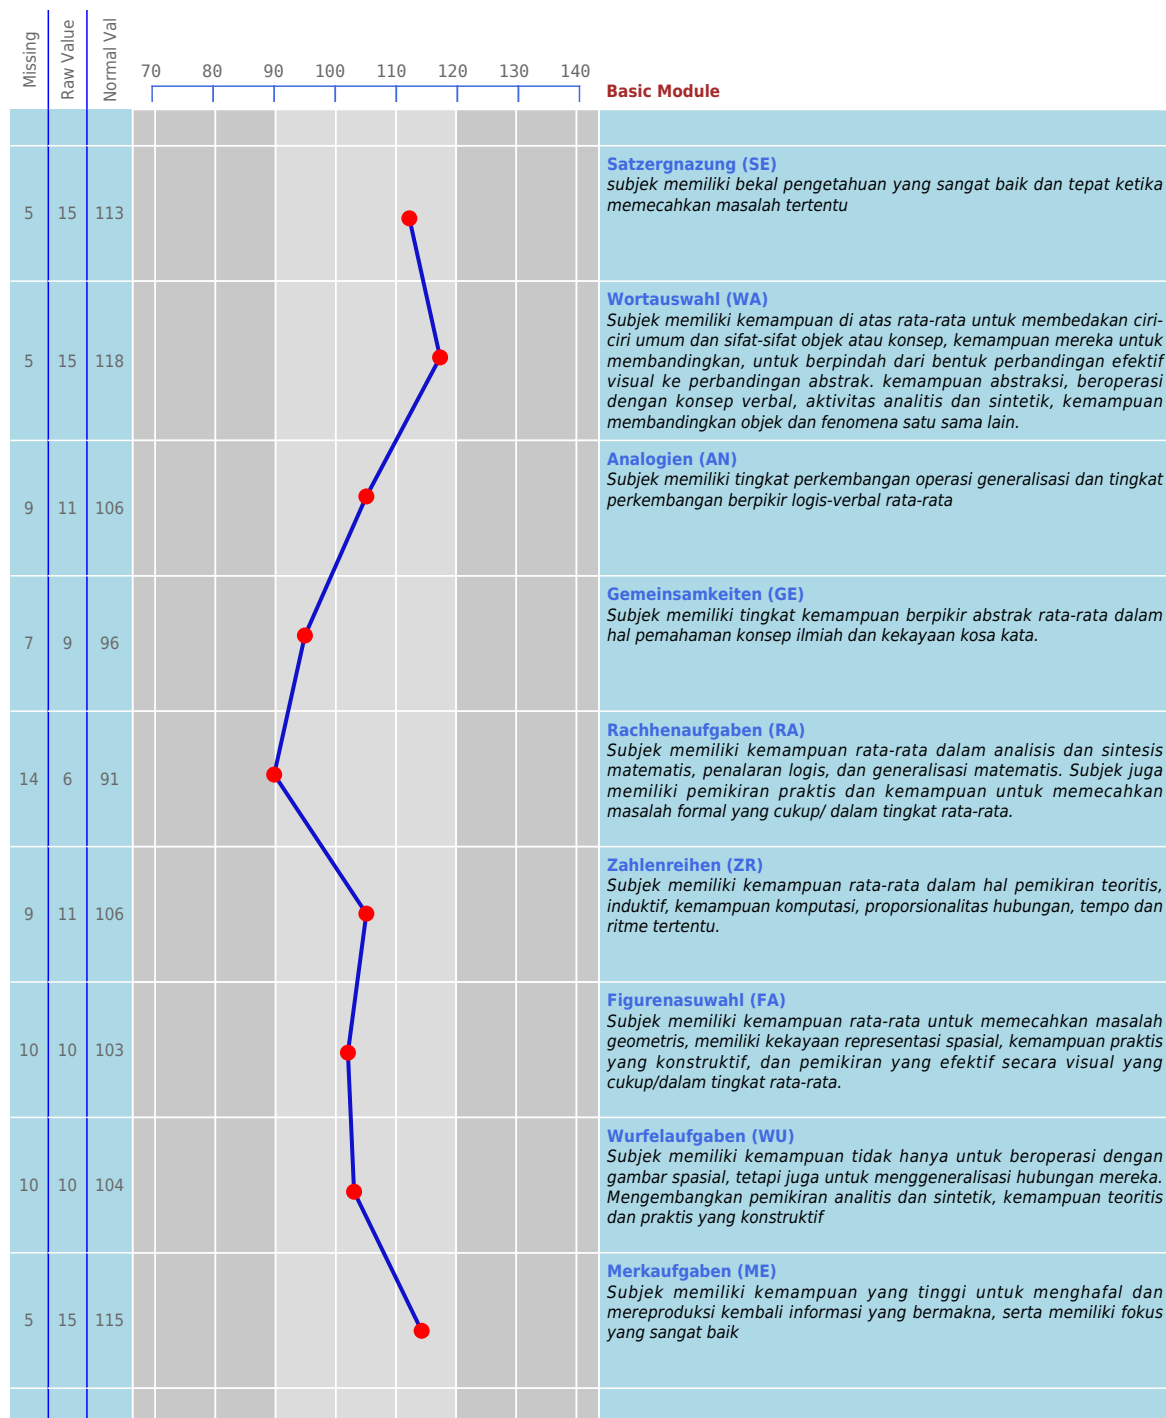 Missing
Raw Value
Normal Val
70 80 90 100 110 120 130 140
Basic Module
Satzergnazung (SE)
subjek memiliki bekal pengetahuan yang sangat baik dan tepat ketika
memecahkan masalah tertentu
5 15 113
Wortauswahl (WA)
Subjek memiliki kemampuan di atas rata-rata untuk membedakan ciri-
ciri umum dan sifat-sifat objek atau konsep, kemampuan mereka untuk
membandingkan, untuk berpindah dari bentuk perbandingan efektif
visual ke perbandingan abstrak. kemampuan abstraksi, beroperasi
dengan konsep verbal, aktivitas analitis dan sintetik, kemampuan
membandingkan objek dan fenomena satu sama lain.
5 15 118
Analogien (AN)
Subjek memiliki tingkat perkembangan operasi generalisasi dan tingkat
perkembangan berpikir logis-verbal rata-rata
9 11 106
Gemeinsamkeiten (GE)
Subjek memiliki tingkat kemampuan berpikir abstrak rata-rata dalam
hal pemahaman konsep ilmiah dan kekayaan kosa kata.
7 9 96
Rachhenaufgaben (RA)
Subjek memiliki kemampuan rata-rata dalam analisis dan sintesis
matematis, penalaran logis, dan generalisasi matematis. Subjek juga
memiliki pemikiran praktis dan kemampuan untuk memecahkan
masalah formal yang cukup/ dalam tingkat rata-rata.
14 6 91
Zahlenreihen (ZR)
Subjek memiliki kemampuan rata-rata dalam hal pemikiran teoritis,
induktif, kemampuan komputasi, proporsionalitas hubungan, tempo dan
ritme tertentu.
9 11 106
Figurenasuwahl (FA)
Subjek memiliki kemampuan rata-rata untuk memecahkan masalah
geometris, memiliki kekayaan representasi spasial, kemampuan praktis
yang konstruktif, dan pemikiran yang efektif secara visual yang
cukup/dalam tingkat rata-rata.
10 10 103
Wurfelaufgaben (WU)
Subjek memiliki kemampuan tidak hanya untuk beroperasi dengan
gambar spasial, tetapi juga untuk menggeneralisasi hubungan mereka.
Mengembangkan pemikiran analitis dan sintetik, kemampuan teoritis
dan praktis yang konstruktif
10 10 104
Merkaufgaben (ME)
Subjek memiliki kemampuan yang tinggi untuk menghafal dan
mereproduksi kembali informasi yang bermakna, serta memiliki fokus
yang sangat baik
5 15 115